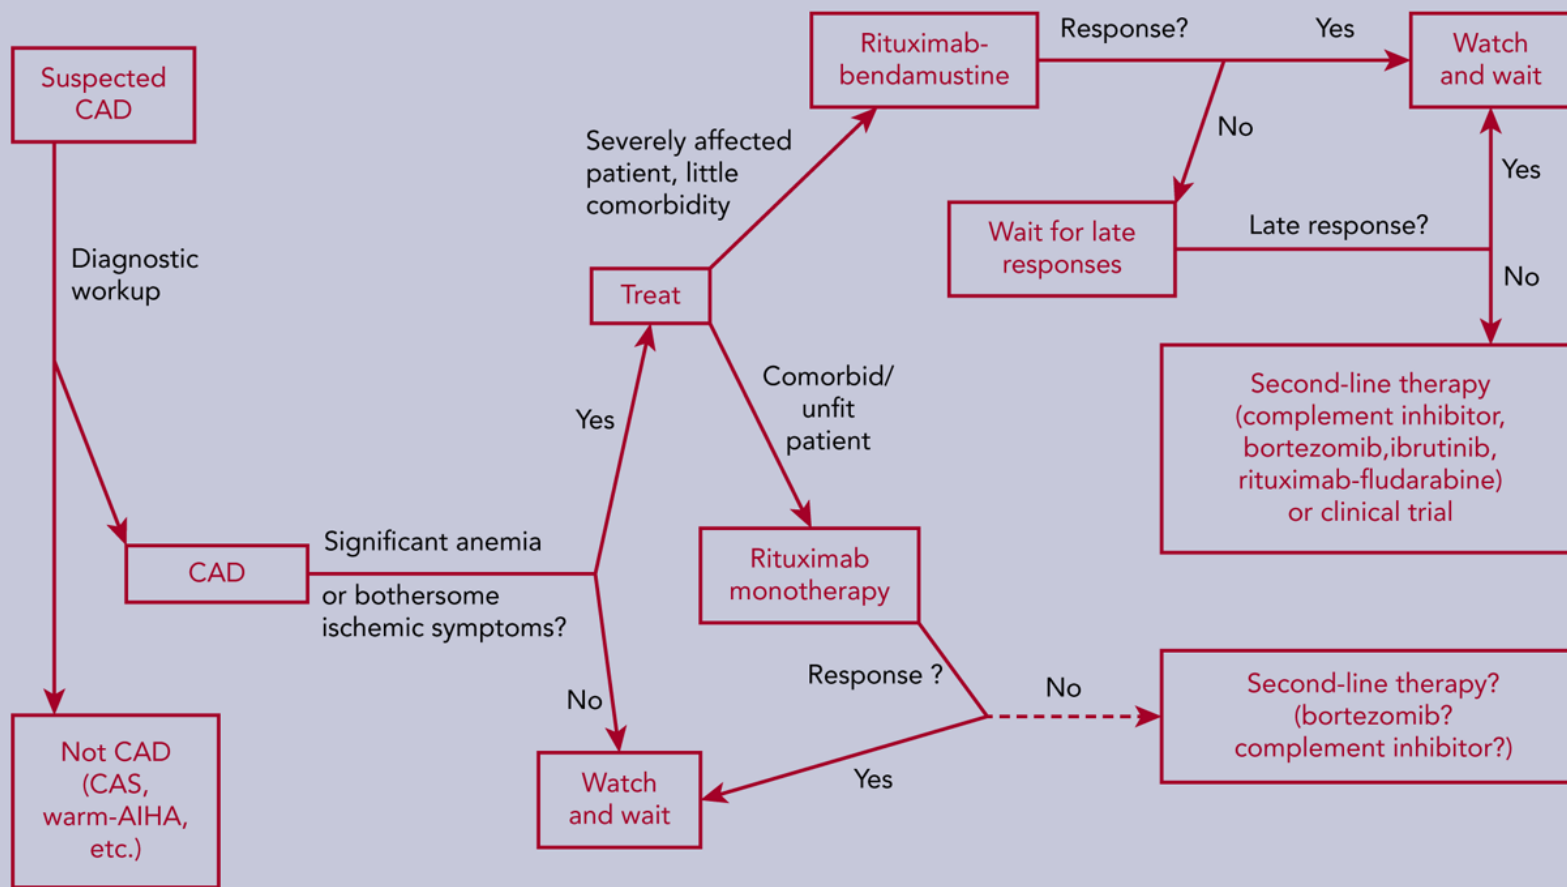 Suspected
CAD
Diagnostic
workup
Not CAD
(CAS,
warm-AIHA,
etc.)
CAD
Significant anemia
or bothersome
ischemic symptoms?
Yes
No
Watch
and wait
Treat
Severely affected
patient, little
comorbidity
Comorbid/
unfit
patient
Rituximab-
bendamustine
Response?
Yes
Watch
and wait
No
Wait for late
responses
Late response?
Yes
No
Second-line therapy
(complement inhibitor,
bortezomib,ibrutinib,
rituximab-fludarabine)
or clinical trial
Rituximab
monotherapy
Response ?
Yes
No
Second-line therapy?
(bortezomib?
complement inhibitor?)